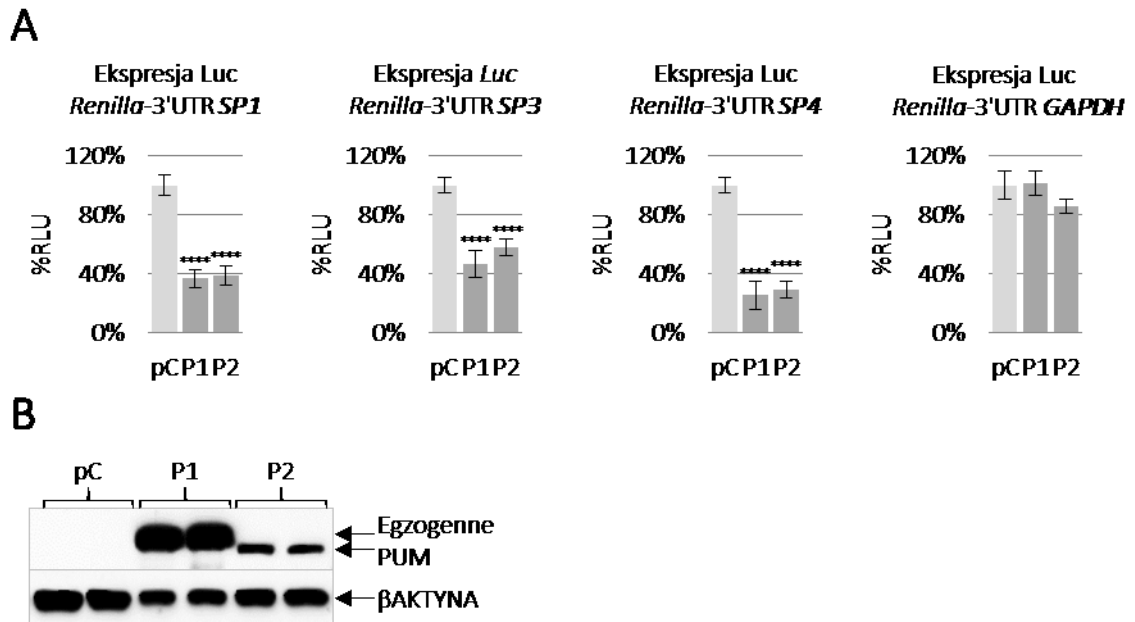 A
Ekspresja Luc
Renilla-3'UTR SP1
Ekspresja Luc
Renilla-3'UTR SP3
Ekspresja Luc
Renilla-3'UTR SP4
Ekspresja Luc
Renilla-3'UTR GAPDH
%RLU
120%
80%
40%
0%
**** ****
pC P1 P2
%RLU
120%
80%
40%
0%
**** ****
pC P1 P2
%RLU
120%
80%
40%
0%
**** ****
pC P1 P2
%RLU
120%
80%
40%
0%
pC P1 P2
B
pC P1 P2
Egzogenne
PUM
βAKTYNA